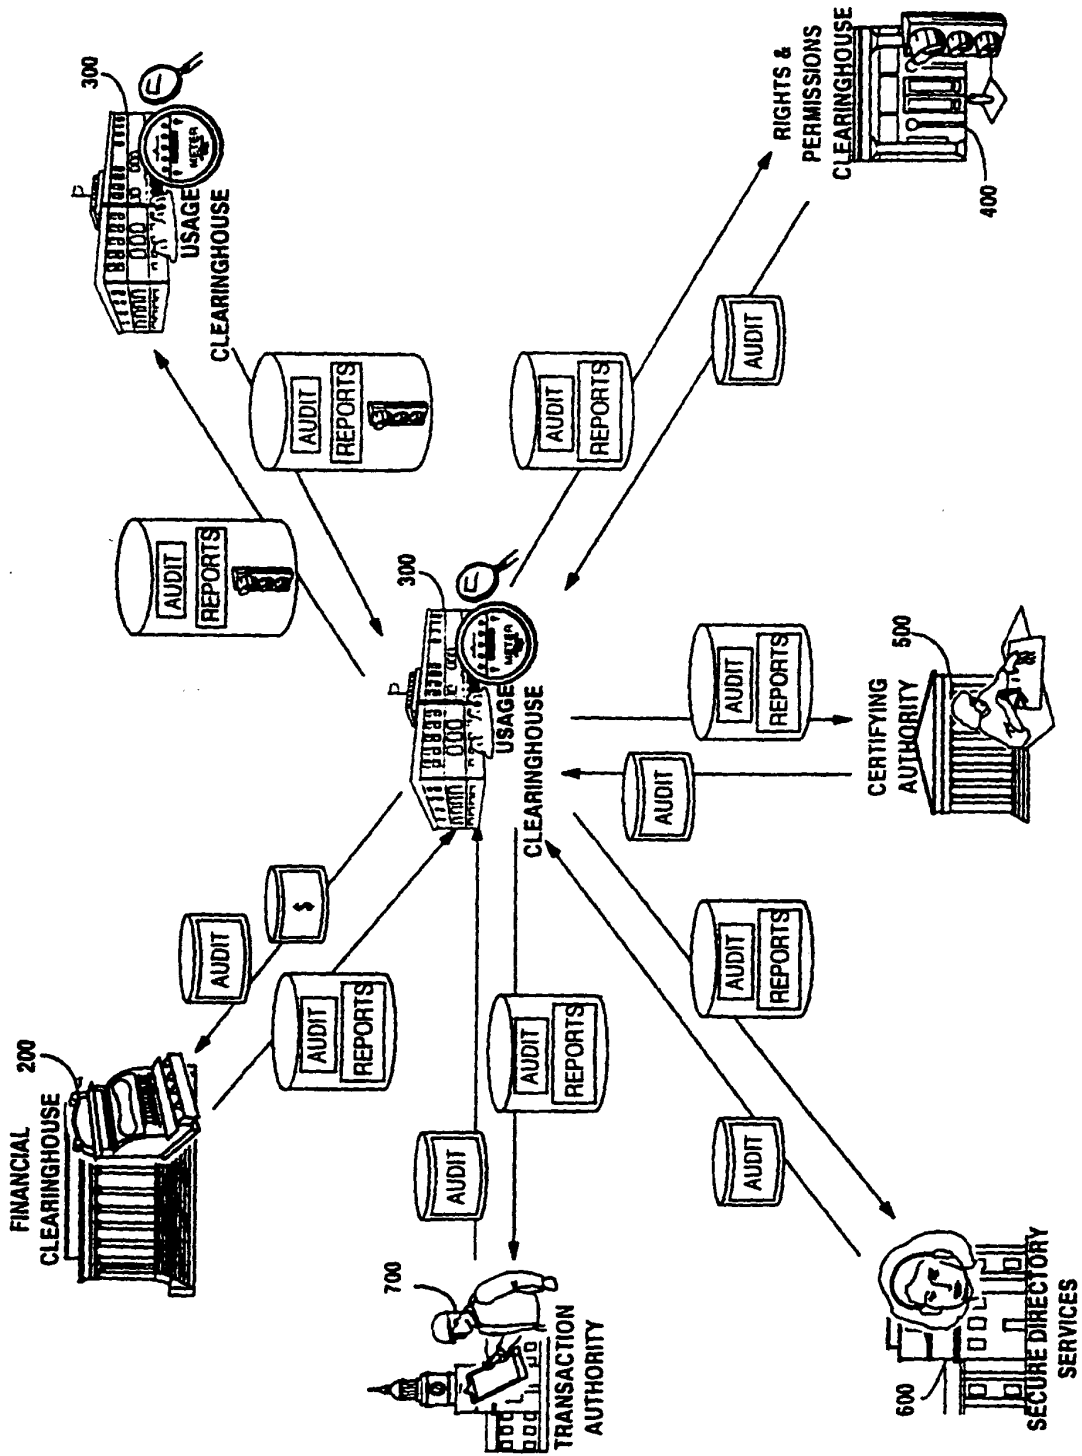 FINANCIAL
CLEARINGHOUSE
200
300
METER
USAGE
CLEARINGHOUSE
AUDIT
REPORTS
AUDIT
$
AUDIT
REPORTS
AUDIT
REPORTS
700
TRANSACTION
AUTHORITY
AUDIT
AUDIT
REPORTS
300
METER
USAGE
CLEARINGHOUSE
AUDIT
REPORTS
AUDIT
RIGHTS &
PERMISSIONS
CLEARINGHOUSE
400
AUDIT
AUDIT
REPORTS
AUDIT
AUDIT
REPORTS
600
SECURE DIRECTORY
SERVICES
CERTIFYING
AUTHORITY
500